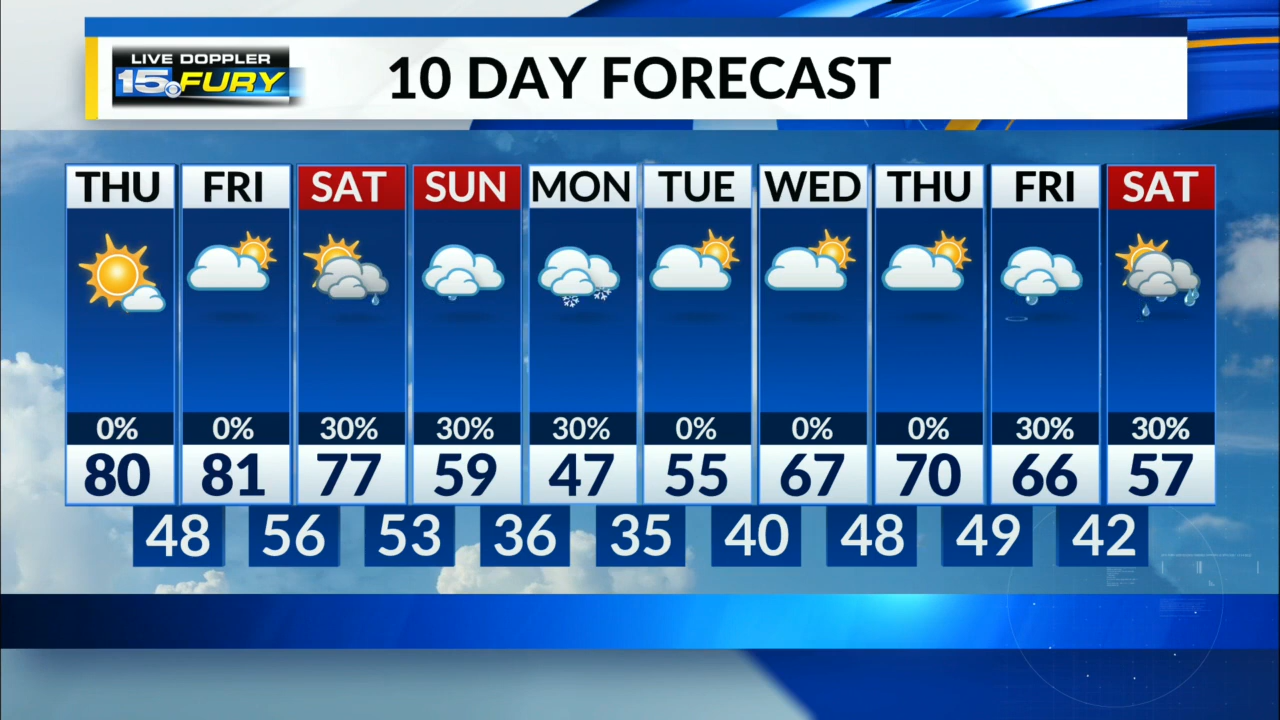 LIVE DOPPLER
15 FURY
10 DAY FORECAST
THU FRI SAT SUN MON TUE WED THU FRI SAT
0% 0% 30% 30% 30% 0% 0% 0% 30% 30%
80 81 77 59 47 55 67 70 66 57
48 56 53 36 35 40 48 49 42